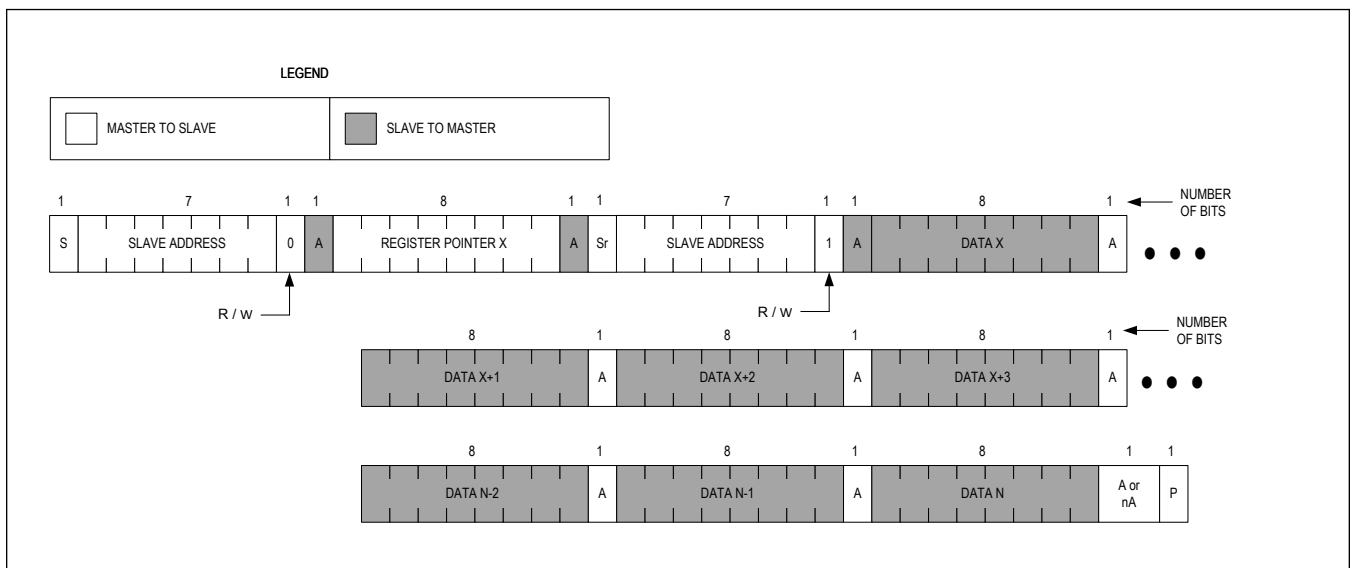 LEGEND
MASTER TO SLAVE
SLAVE TO MASTER
1 7 1 1 8 1 1 7 1 1 8 1
NUMBER
OF BITS
S SLAVE ADDRESS 0 A REGISTER POINTER X A Sr SLAVE ADDRESS 1 A DATA X A
R / w R / w
8 1 8 1 8 1
NUMBER
OF BITS
DATA X+1 A DATA X+2 A DATA X+3 A
8 1 8 1 8 1 1
DATA N-2 A DATA N-1 A DATA N A or
nA P